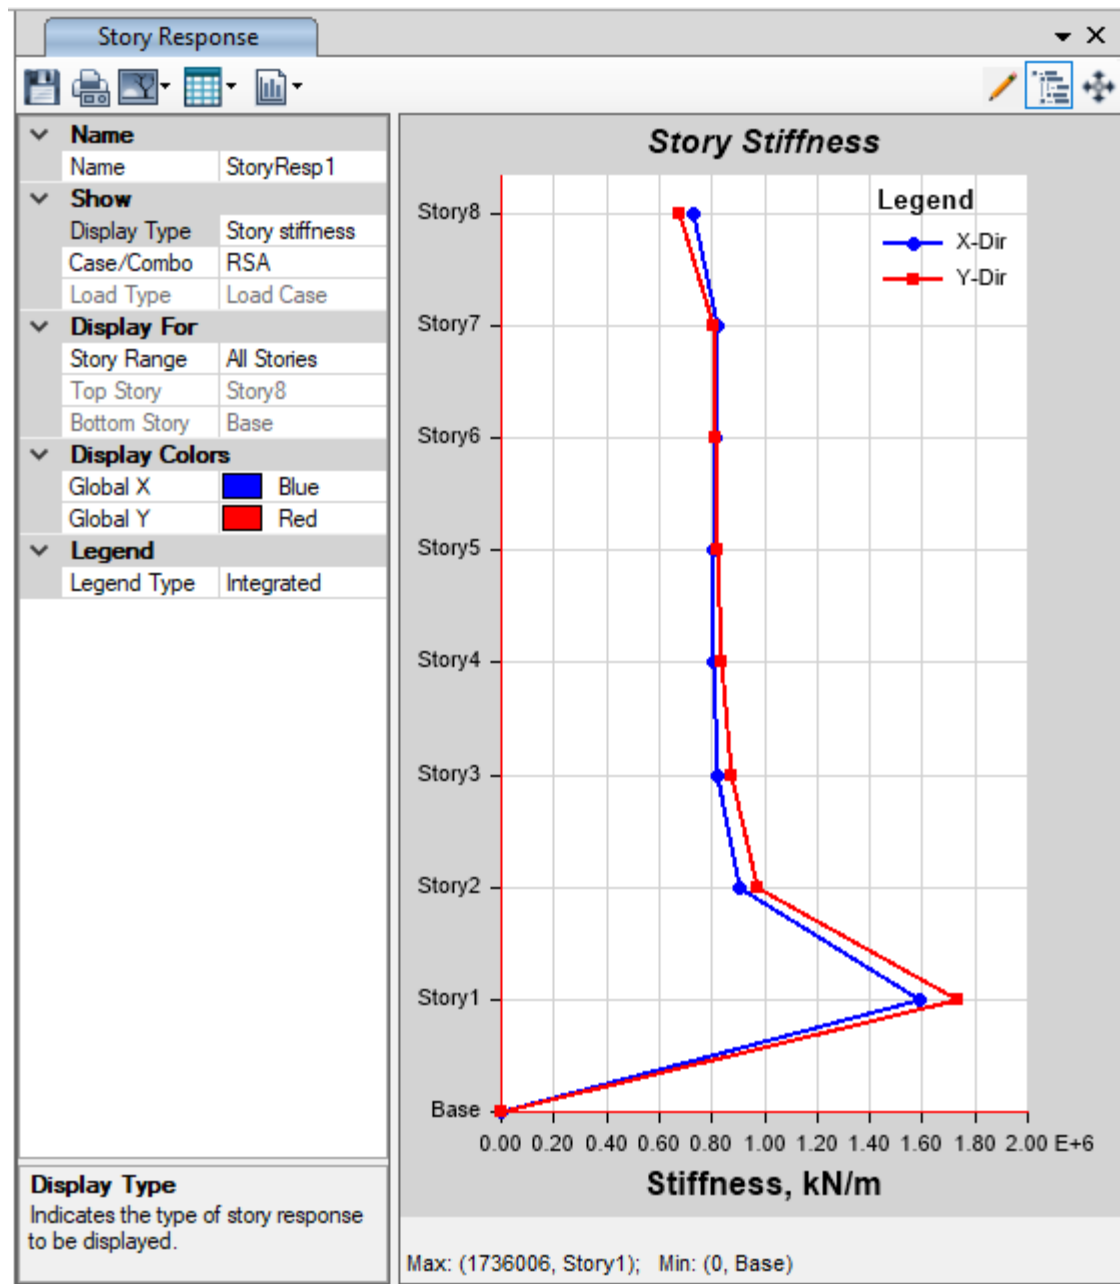 Story Response
Name
Name StoryResp1
Show
Display Type Story stiffness
Case/Combo RSA
Load Type Load Case
Display For
Story Range All Stories
Top Story Story8
Bottom Story Base
Display Colors
Global X Blue
Global Y Red
Legend
Legend Type Integrated
Display Type
Indicates the type of story response
to be displayed.
Story Stiffness
Legend
X-Dir
Y-Dir
Story8
Story7
Story6
Story5
Story4
Story3
Story2
Story1
Base
0.00 0.20 0.40 0.60 0.80 1.00 1.20 1.40 1.60 1.80 2.00 E+6
Stiffness, kN/m
Max: (1736006, Story1); Min: (0, Base)